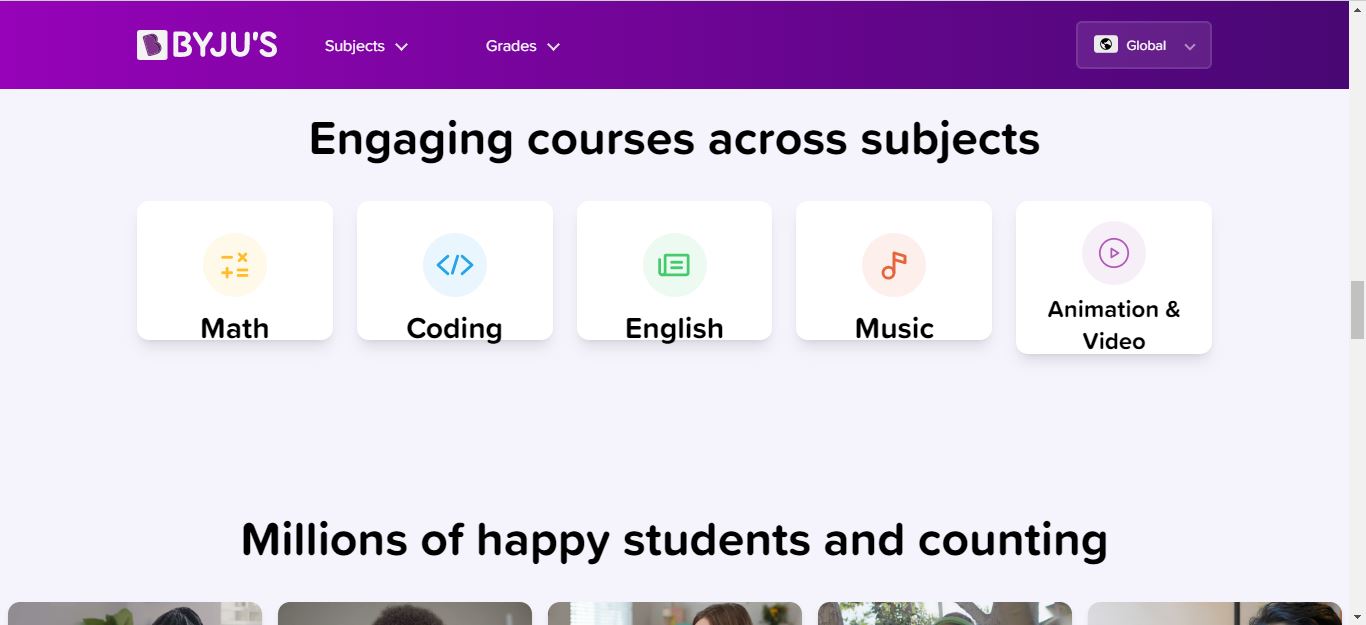 BYJU'S
Subjects
Grades
Global
Engaging courses across subjects
Math
Coding
English
Music
Animation &
Video
Millions of happy students and counting